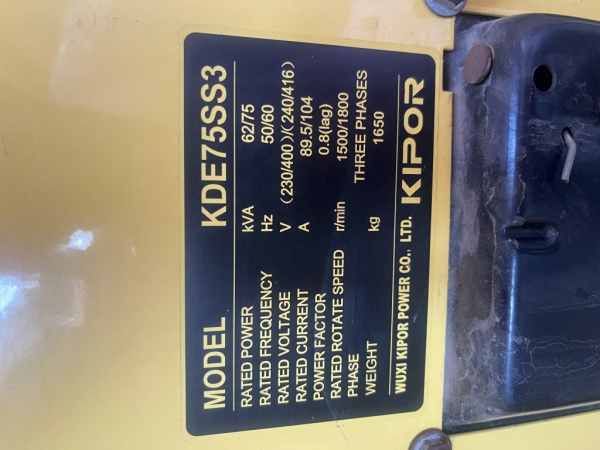 MODEL KDE75SS3
RATED POWER kVA 62/75
RATED FREQUENCY Hz 50/60
RATED VOLTAGE V (230/400)/(240/416)
RATED CURRENT A 89.5/104
POWER FACTOR 0.8(lag)
RATED ROTATE SPEED r/min 1500/1800
PHASE THREE PHASES
WEIGHT kg 1650
WUXI KIPOR POWER CO., LTD. KIPOR